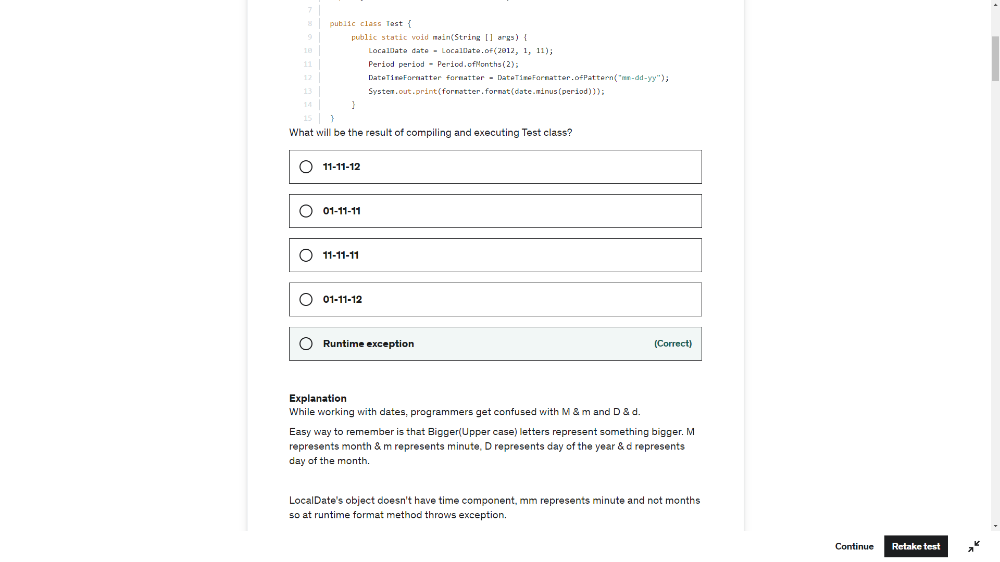 7
8 public class Test {
9 public static void main(String [] args) {
10 LocalDate date = LocalDate.of(2012, 1, 11);
11 Period period = Period.ofMonths(2);
12 DateTimeFormatter formatter = DateTimeFormatter.ofPattern("mm-dd-yy");
13 System.out.print(formatter.format(date.minus(period)));
14 }
15 }
What will be the result of compiling and executing Test class?
11-11-12
01-11-11
11-11-11
01-11-12
Runtime exception (Correct)
Explanation
While working with dates, programmers get confused with M & m and D & d.
Easy way to remember is that Bigger(Upper case) letters represent something bigger. M
represents month & m represents minute, D represents day of the year & d represents
day of the month.
LocalDate's object doesn't have time component, mm represents minute and not months
so at runtime format method throws exception.
Continue Retake test